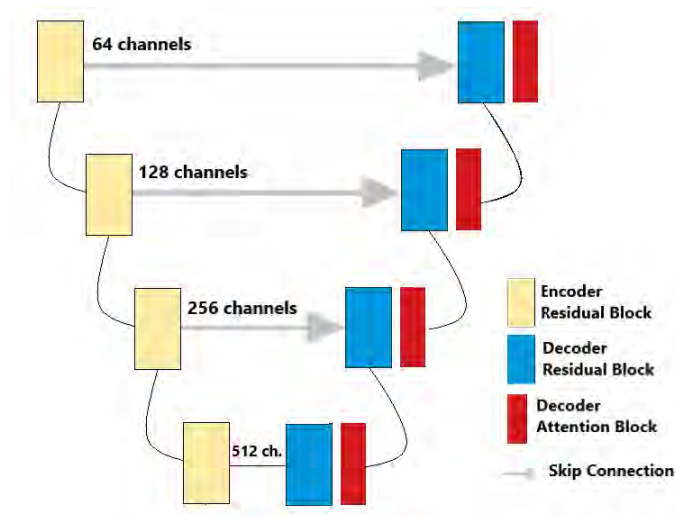 64 channels
128 channels
256 channels
512 ch.
Encoder
Residual Block
Decoder
Residual Block
Decoder
Attention Block
Skip Connection